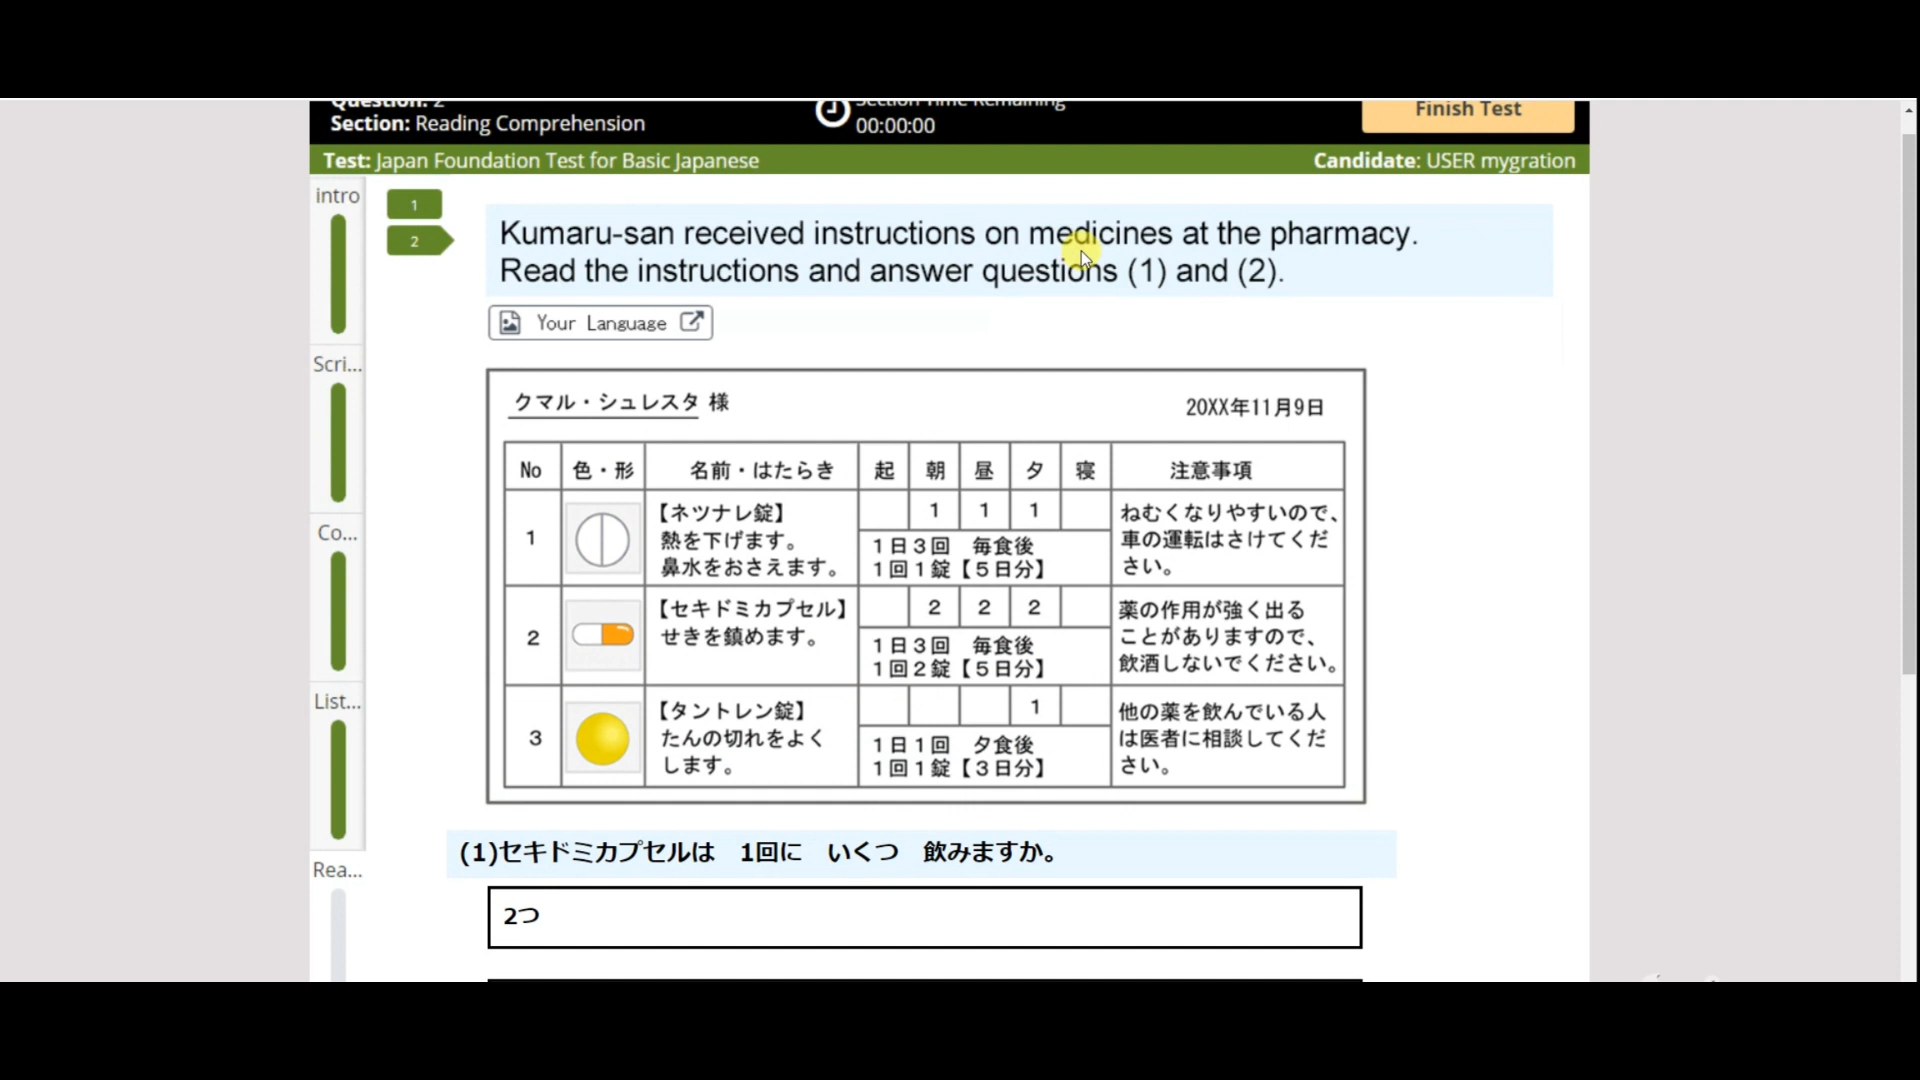 Question: 2
Section: Reading Comprehension
Section Time Remaining
00:00:00
Finish Test
Test: Japan Foundation Test for Basic Japanese
Candidate: USER mygration
intro
Scri...
Co...
List...
Rea...
1
2
Kumaru-san received instructions on medicines at the pharmacy.
Read the instructions and answer questions (1) and (2).
Your Language
クマル・シュレスタ 様
20XX年11月9日
No 色・形 名前・はたらき 起 朝 昼 夕 寝 注意事項
1
【ネツナレ錠】
熱を下げます。
鼻水をおさえます。
1 1 1
1日3回 毎食後
1回1錠【5日分】
ねむくなりやすいので、
車の運転はさけてくだ
さい。
2
【セキドミカプセル】
せきを鎮めます。
2 2 2
1日3回 毎食後
1回2錠【5日分】
薬の作用が強く出る
ことがありますので、
飲酒しないでください。
3
【タントレン錠】
たんの切れをよく
します。
1
1日1回 夕食後
1回1錠【3日分】
他の薬を飲んでいる人
は医者に相談してくだ
さい。
(1)セキドミカプセルは 1回に いくつ 飲みますか。
2つ